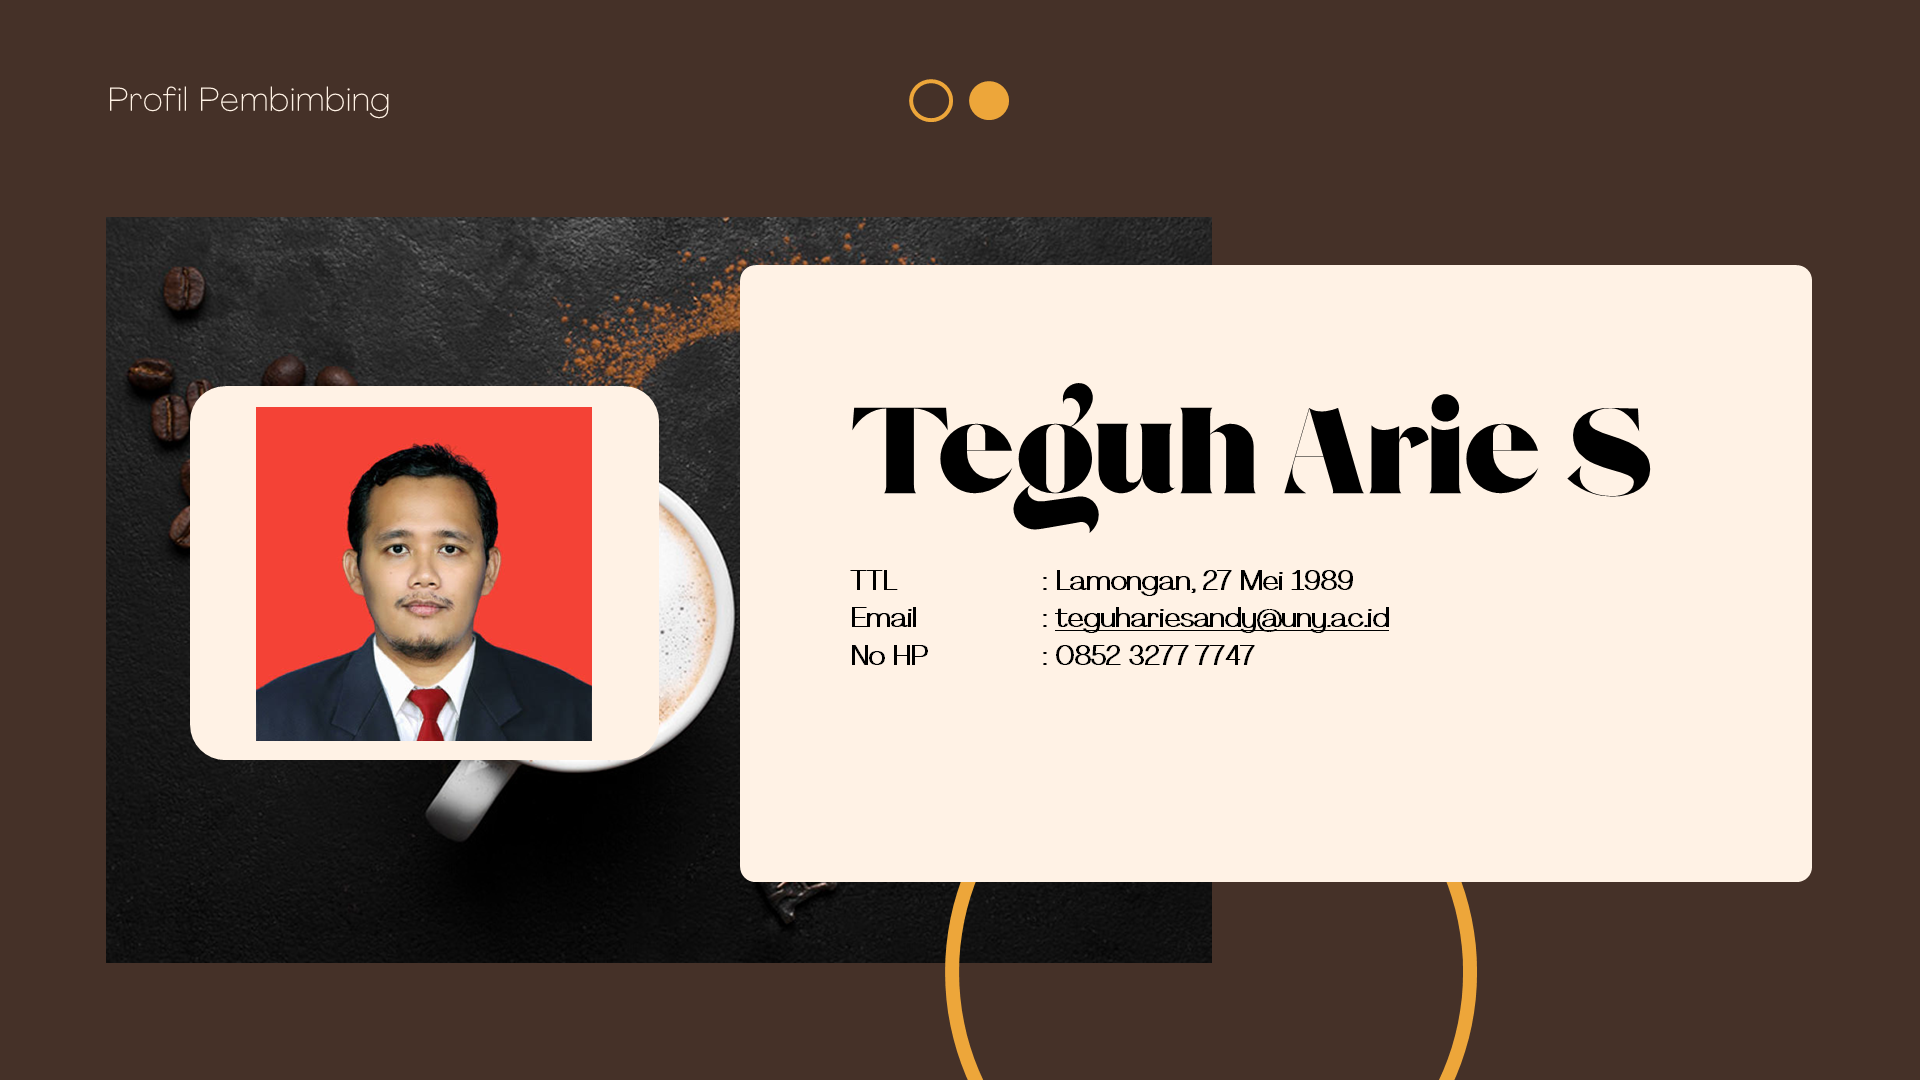 Profil Pembimbing
Teguh Arie S
TTL : Lamongan, 27 Mei 1989
Email : teguhariesandy@uny.ac.id
No HP : 0852 3277 7747